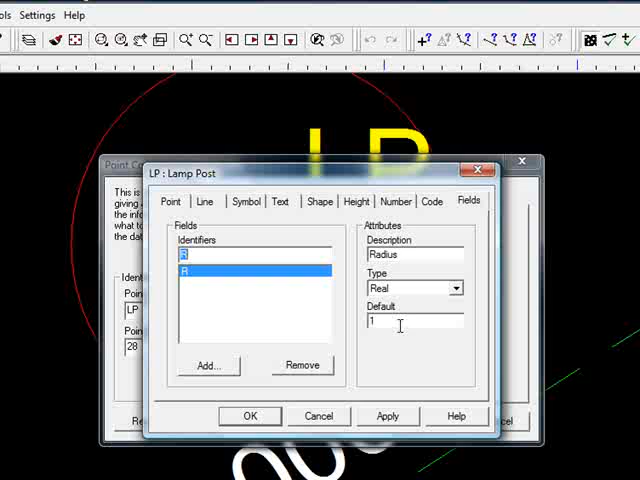 ols Settings Help
LP
Point Co
LP : Lamp Post
Point Line Symbol Text Shape Height Number Code Fields
This is
giving
the info
what to
the dat
Fields
Identifiers
R
R
Add...
Remove
Attributes
Description
Radius
Type
Real
Default
1
Ident
Poin
LP
Poin
28
Re
cel
OK Cancel Apply Help
000